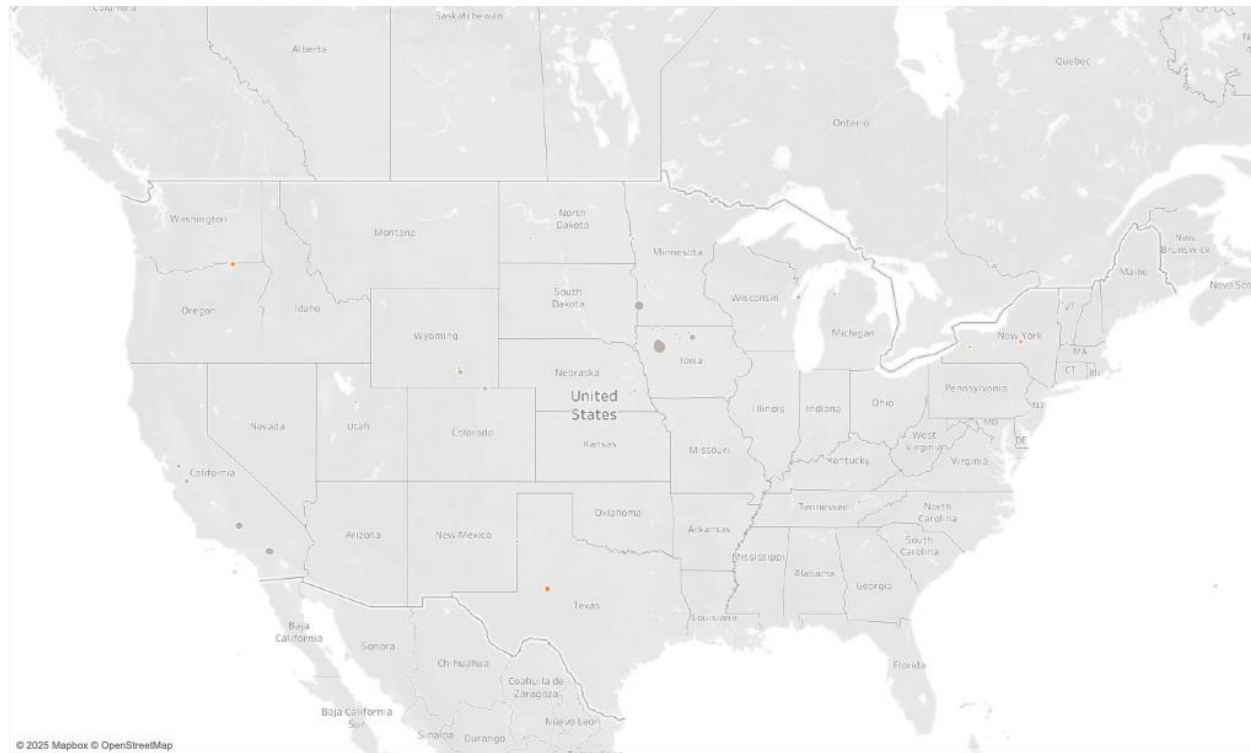 Columbia
Saskatchewan
Alberta
Quebec
Ontario
Washington
North
Dakota
Montana
Minnesota
New
Brunswick
Maine
Nova Sco
South
Dakota
Wisconsin
Oregon
Idaho
VT
Michigan
Wyoming
New York
Iowa
MA
Nebraska
CT
RI
United
States
Pennsylvania
Nevada
Utah
Illinois
Indiana
Ohio
NJ
Colorado
MD
Kansas
West
Virginia
DE
Missouri
California
Kentucky
Virginia
Tennessee
North
Carolina
Oklahoma
Arkansas
Arizona
New Mexico
South
Carolina
Mississippi
Alabama
Georgia
Texas
Louisiana
Baja
California
Sonora
Chihuahua
Florida
Coahuila de
Zaragoza
Baja California
Sur
Nuevo León
Sinaloa
Durango
© 2025 Mapbox © OpenStreetMap